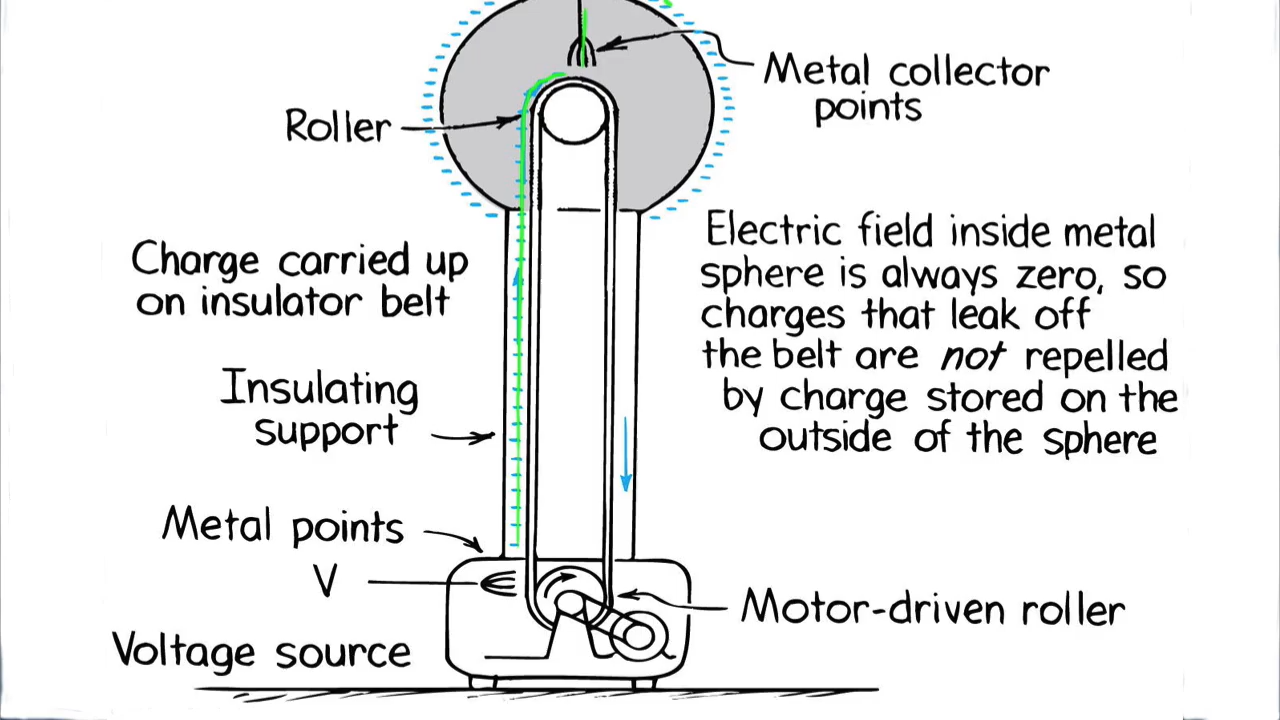 Metal collector
points
Roller
Electric field inside metal
sphere is always zero, so
charges that leak off
the belt are not repelled
by charge stored on the
outside of the sphere
Charge carried up
on insulator belt
Insulating
support
Metal points
V
Motor-driven roller
Voltage source